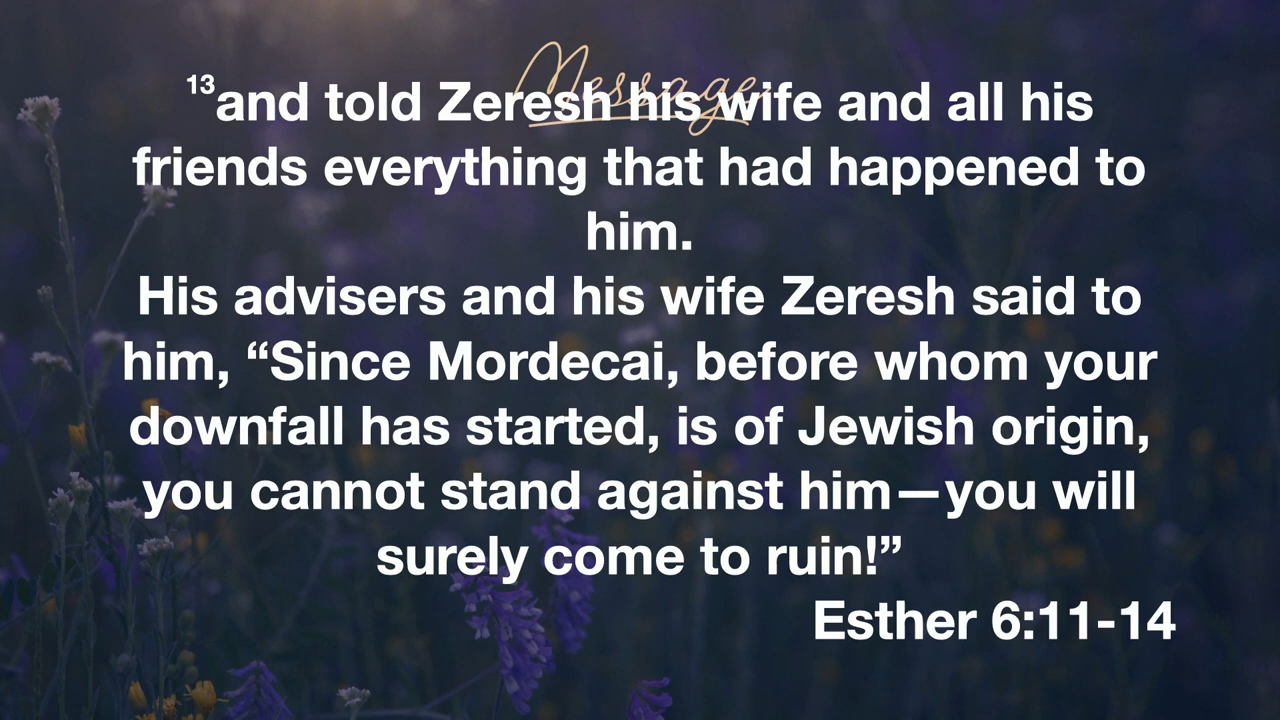 Message
¹³and told Zeresh his wife and all his
friends everything that had happened to
him.
His advisers and his wife Zeresh said to
him, “Since Mordecai, before whom your
downfall has started, is of Jewish origin,
you cannot stand against him—you will
surely come to ruin!”
Esther 6:11-14